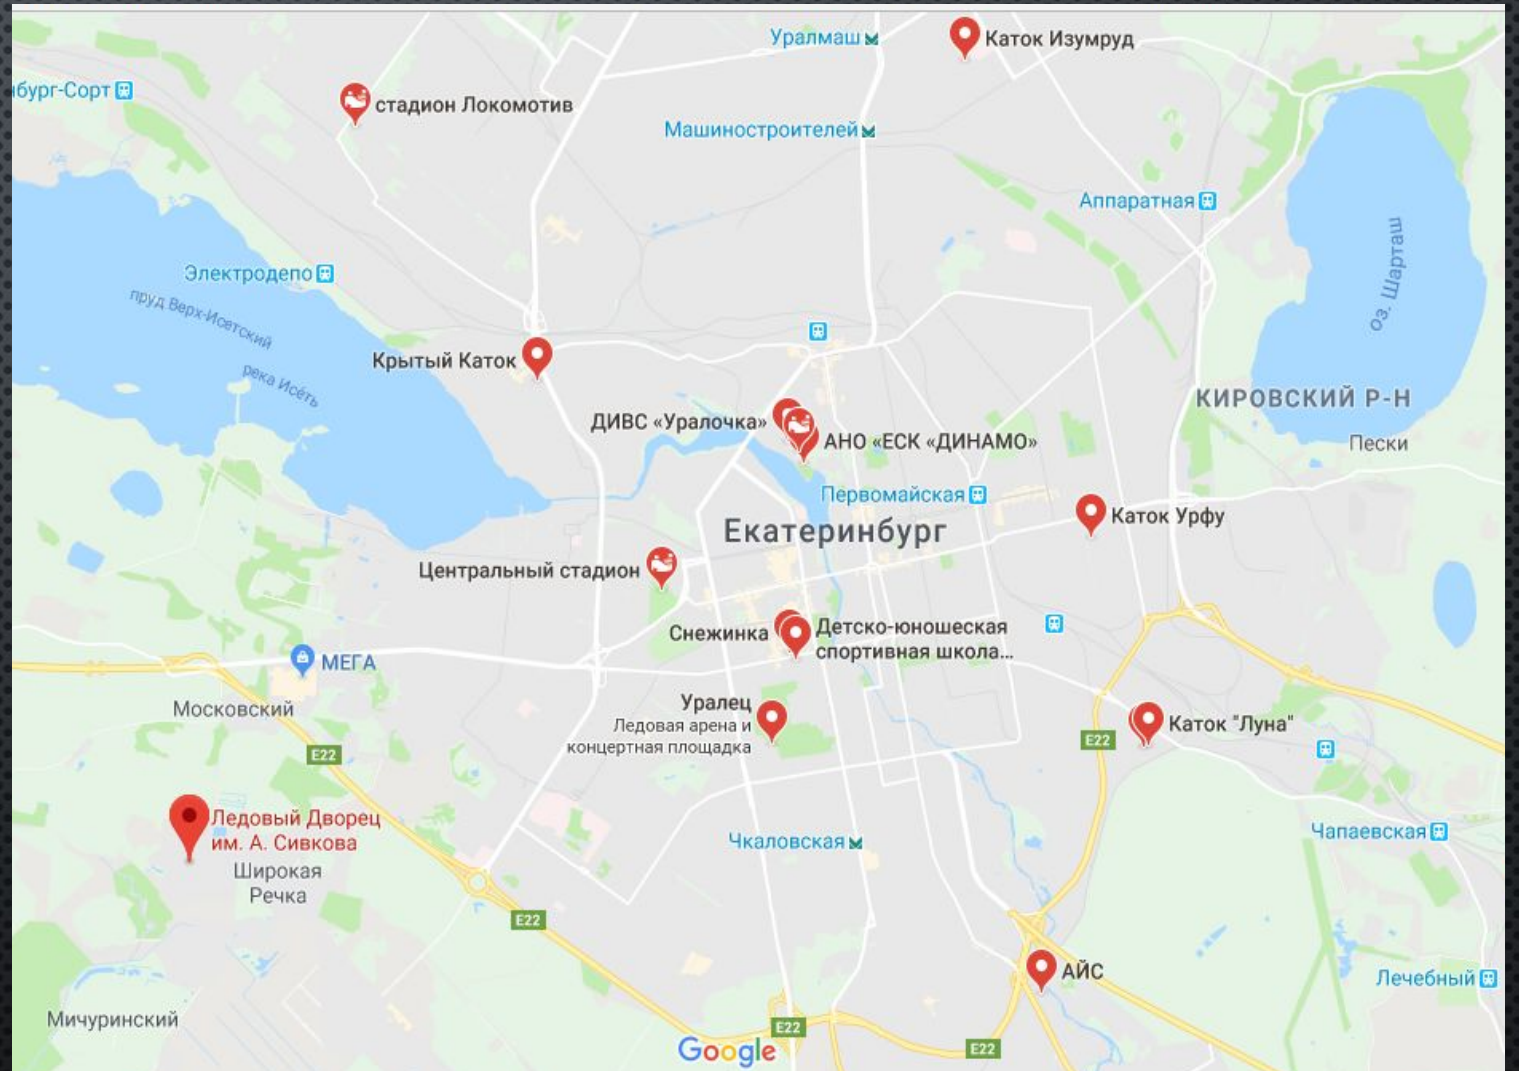 Уралмаш
Каток Изумруд
бург-Сорт
стадион Локомотив
Машиностроителей
Аппаратная
оз. Шарташ
Электродепо
пруд Верх-Исетский
река Исеть
Крытый Каток
КИРОВСКИЙ Р-Н
ДИВС «Уралочка»
АНО «ЕСК «ДИНАМО»
Пески
Первомайская
Каток Урфу
Екатеринбург
Центральный стадион
Снежинка
Детско-юношеская
спортивная школа...
МЕГА
Московский
Уралец
Ледовая арена и
концертная площадка
Каток "Луна"
E22
E22
Ледовый Дворец
им. А. Сивкова
Широкая
Речка
Чкаловская
Чапаевская
E22
АЙС
Лечебный
Мичуринский
E22
Google
E22